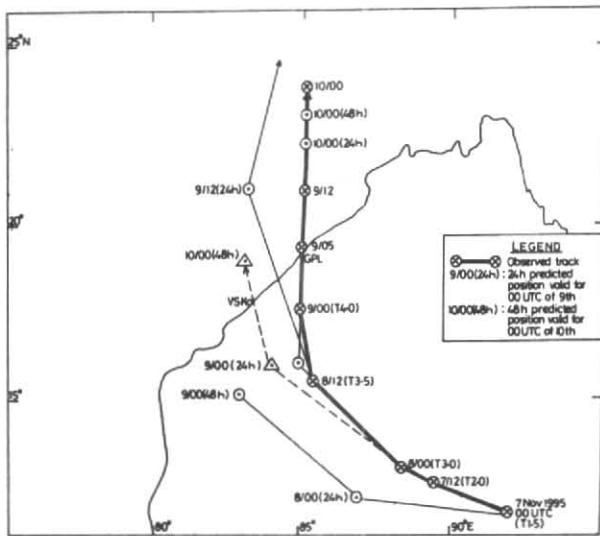 25°N
10/00
10/00(48h)
10/00(24h)
9/12(24h)
9/12
20°
LEGEND
Observed track
9/00(24h) : 24h predicted
position valid for
00 UTC of 9th
10/00(48h) : 48h predicted
position valid for
00 UTC of 10th
10/00(48h)
9/05
GPL
VSK
9/00(T4·0)
9/00(24h)
8/12(T3·5)
15°
9/00(48h)
8/00(T3·0)
7/12(T2·0)
8/00(24h)
7 Nov 1995
00 UTC
(T1·5)
80°
85°
90°E